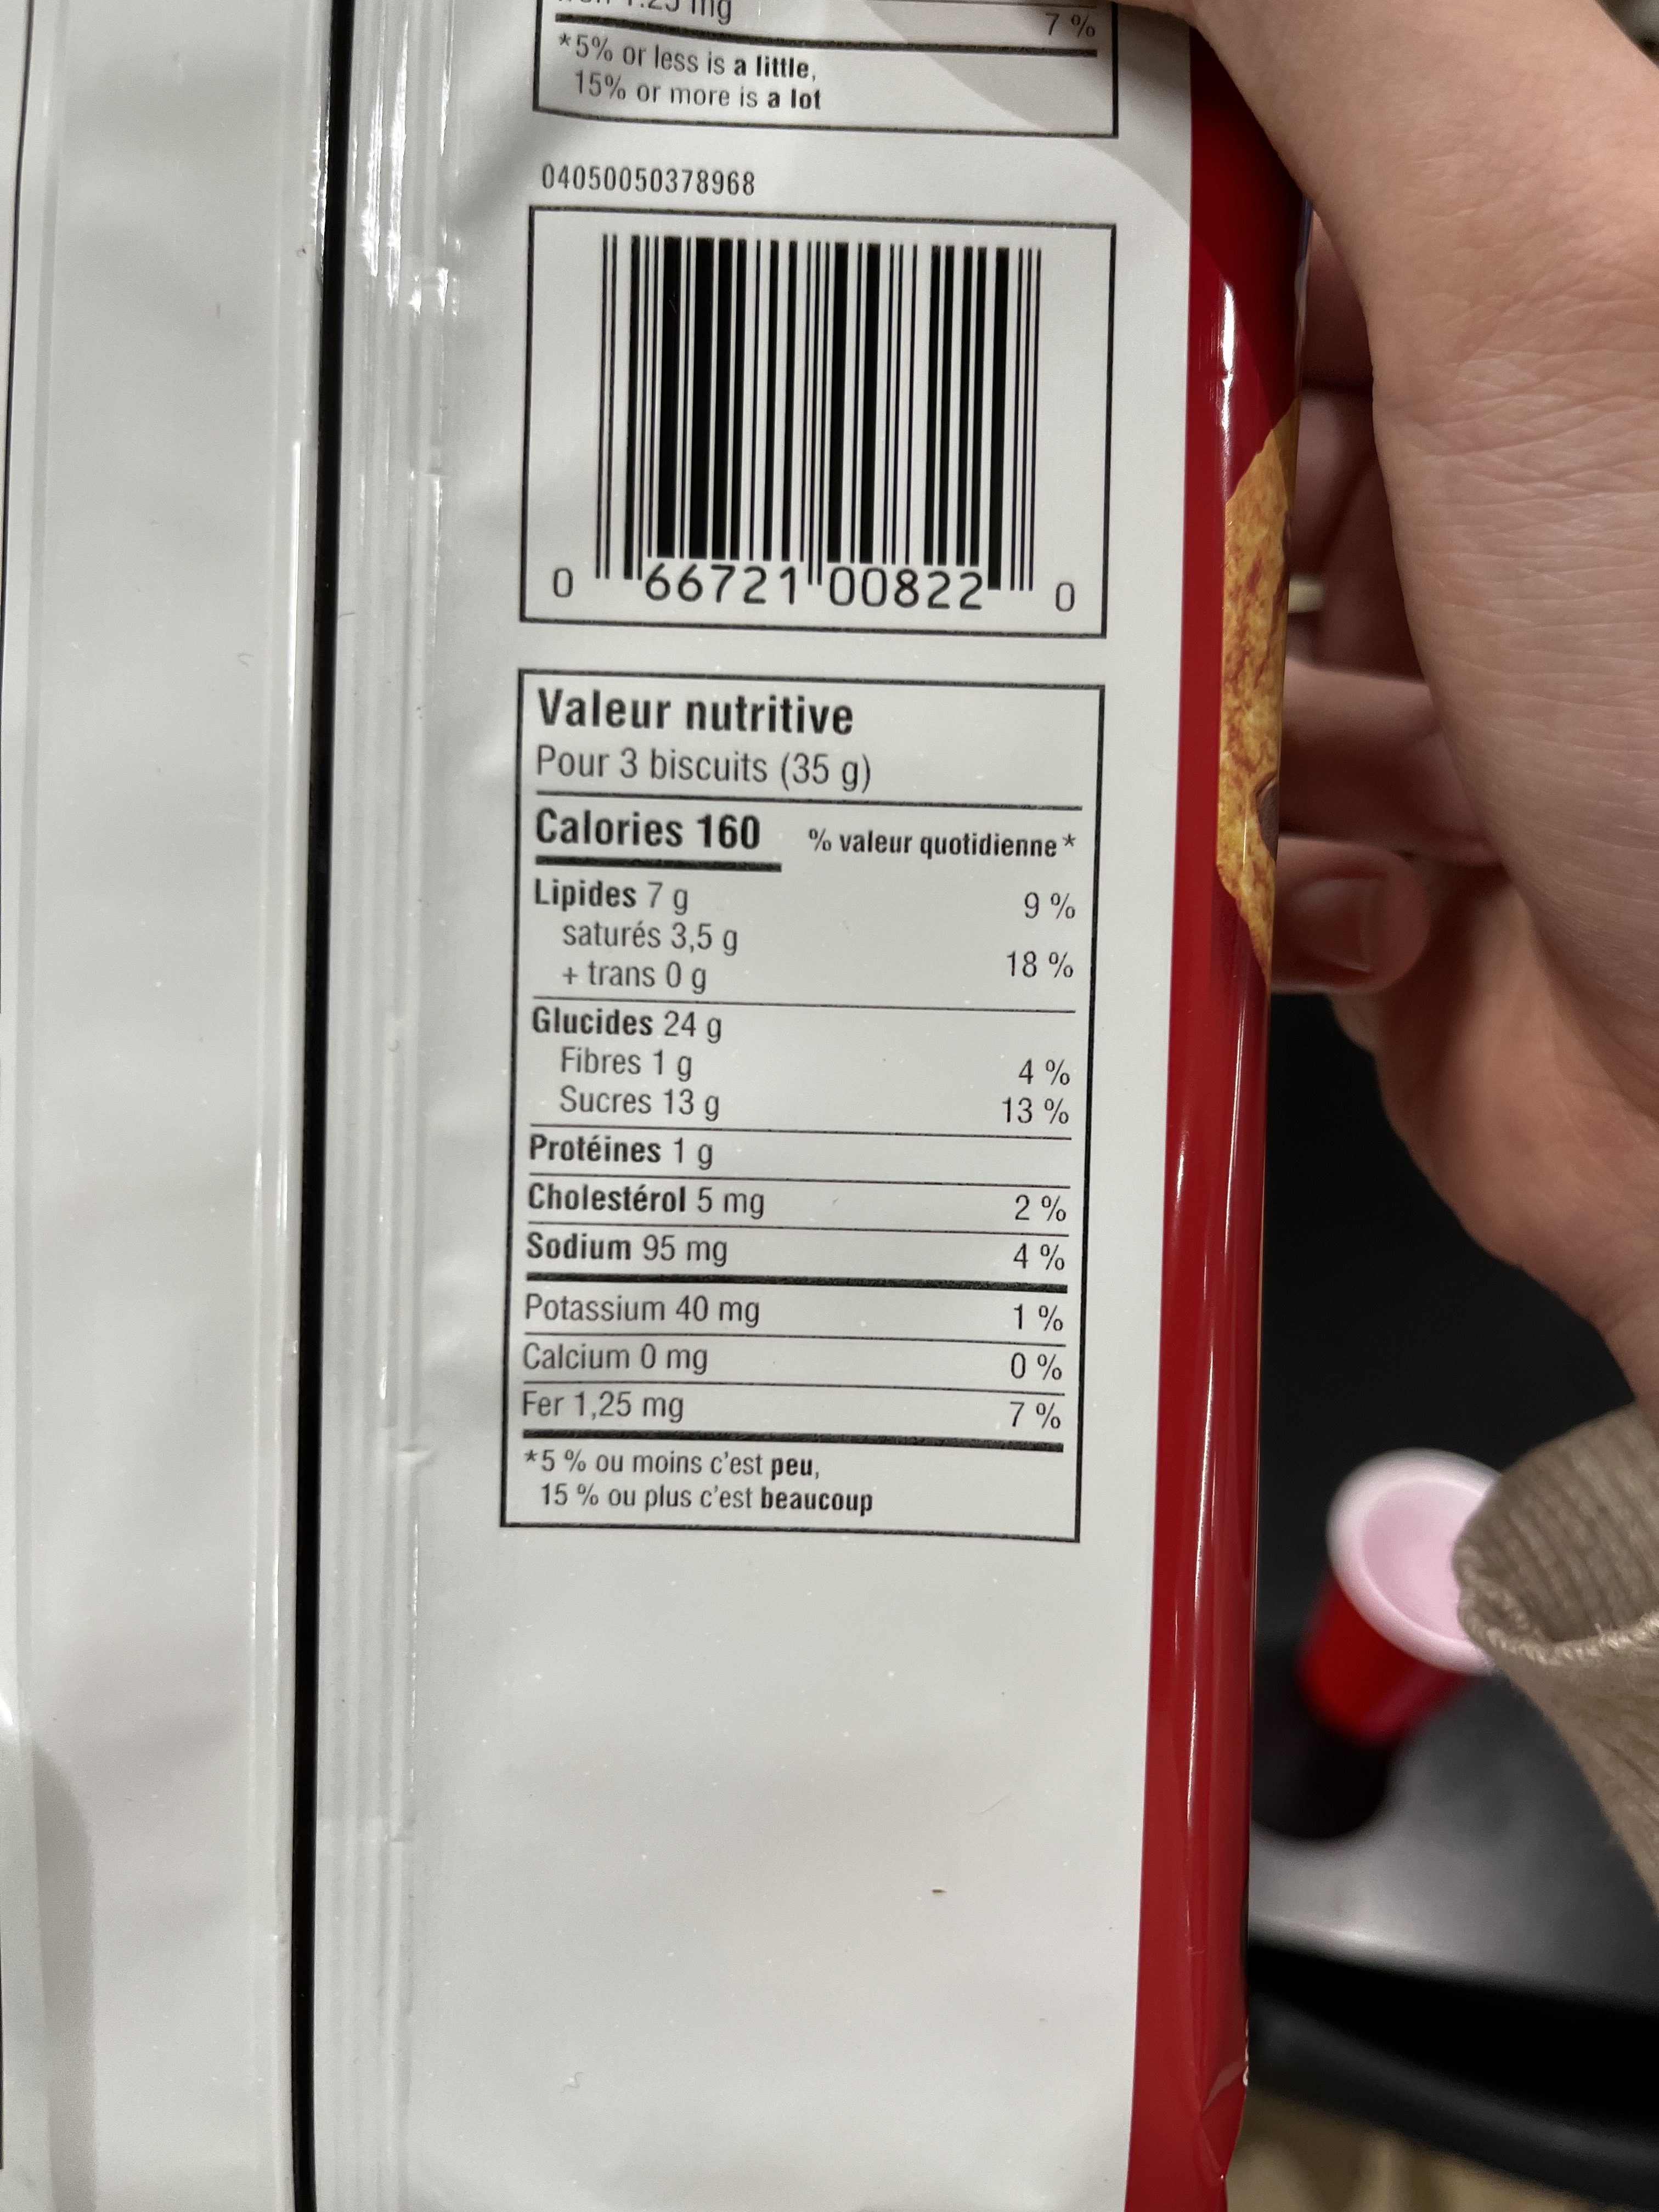 7 %
*5% or less is a little,
15% or more is a lot
04050050378968
0 66721 00822 0
Valeur nutritive
Pour 3 biscuits (35 g)
Calories 160 % valeur quotidienne *
Lipides 7 g 9 %
saturés 3,5 g
+ trans 0 g 18 %
Glucides 24 g
Fibres 1 g 4 %
Sucres 13 g 13 %
Protéines 1 g
Cholestérol 5 mg 2 %
Sodium 95 mg 4 %
Potassium 40 mg 1 %
Calcium 0 mg 0 %
Fer 1,25 mg 7 %
*5 % ou moins c'est peu,
15 % ou plus c'est beaucoup